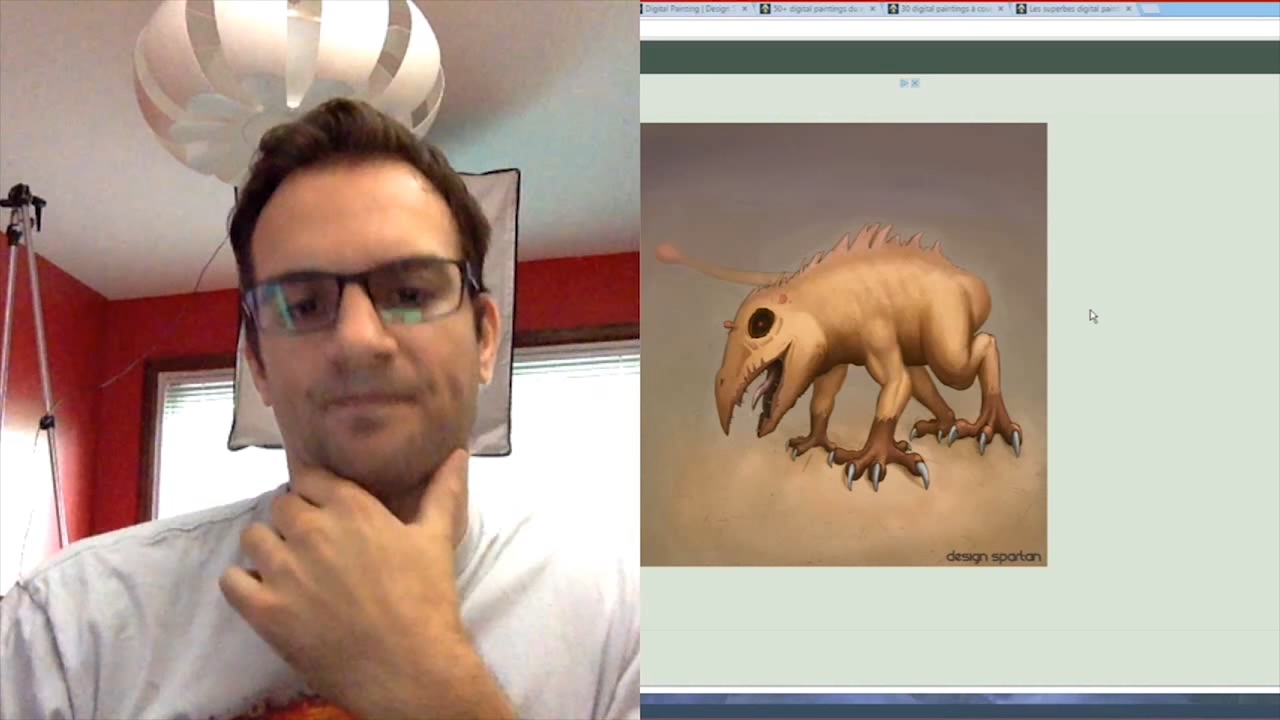 Digital Painting | Design
50+ digital paintings du
30 digital paintings à cou
Les superbes digital paint
design spartan